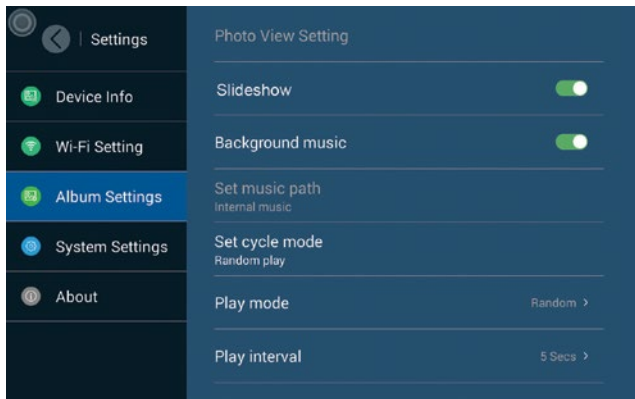 Settings
Device Info
Wi-Fi Setting
Album Settings
System Settings
About
Photo View Setting
Slideshow
Background music
Set music path
Internal music
Set cycle mode
Random play
Play mode
Random >
Play interval
5 Secs >